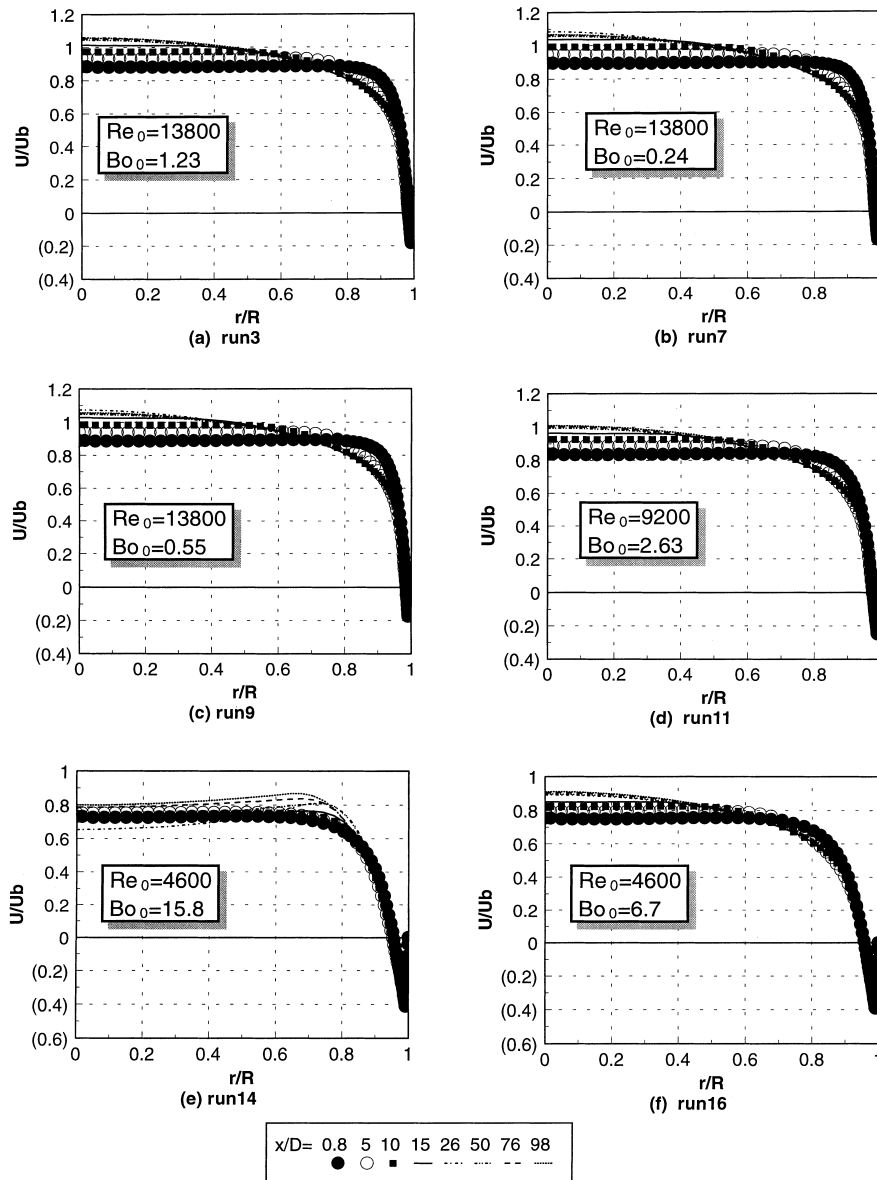 1.2
1
0.8
0.6
0.4
0.2
0
(0.2)
(0.4)
U/Ub
Re0=13800
Bo0=1.23
0 0.2 0.4 0.6 0.8 1
r/R
(a) run3
1.2
1
0.8
0.6
0.4
0.2
0
(0.2)
(0.4)
U/Ub
Re0=13800
Bo0=0.24
0 0.2 0.4 0.6 0.8 1
r/R
(b) run7
1.2
1
0.8
0.6
0.4
0.2
0
(0.2)
(0.4)
U/Ub
Re0=13800
Bo0=0.55
0 0.2 0.4 0.6 0.8 1
r/R
(c) run9
1.2
1
0.8
0.6
0.4
0.2
0
(0.2)
(0.4)
U/Ub
Re0=9200
Bo0=2.63
0 0.2 0.4 0.6 0.8
r/R
(d) run11
1
0.8
0.6
0.4
0.2
0
(0.2)
(0.4)
(0.6)
U/Ub
Re0=4600
Bo0=15.8
0 0.2 0.4 0.6 0.8 1
r/R
(e) run14
1
0.8
0.6
0.4
0.2
0
(0.2)
(0.4)
(0.6)
U/Ub
Re0=4600
Bo0=6.7
0 0.2 0.4 0.6 0.8
r/R
(f) run16
x/D= 0.8 5 10 15 26 50 76 98